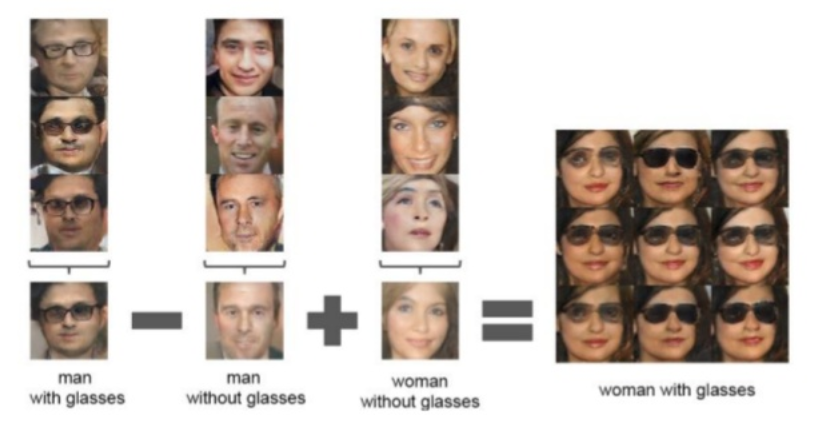 man
with glasses
man
without glasses
woman
without glasses
woman with glasses